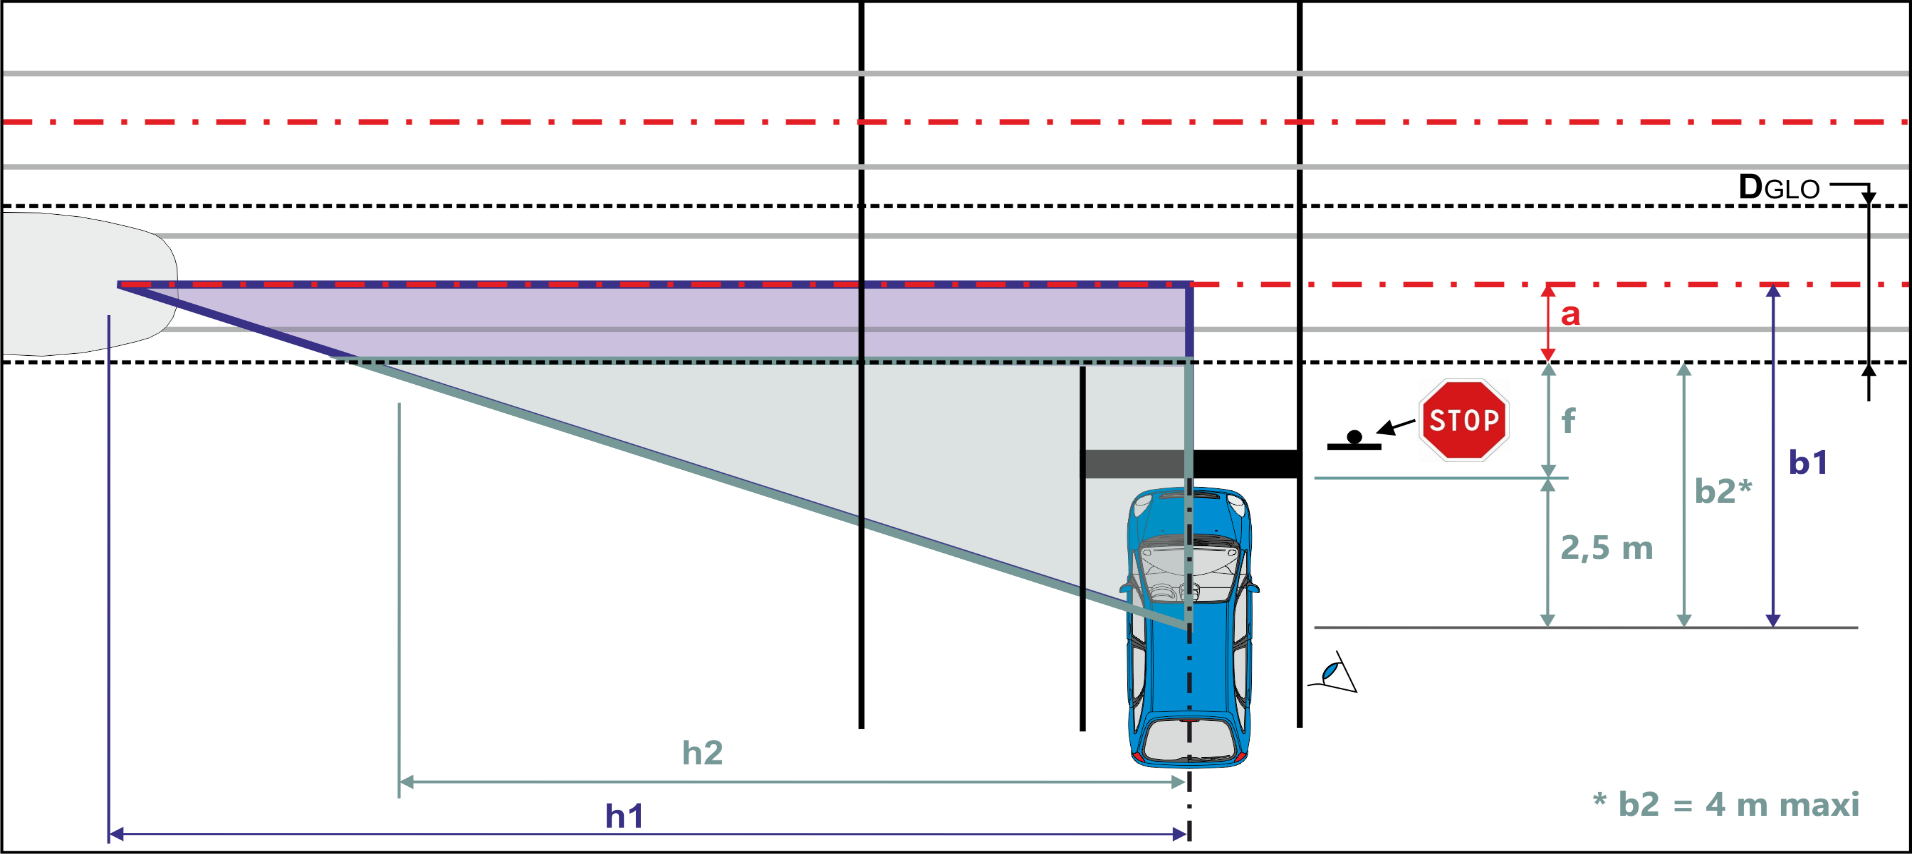 DGLO
a
STOP
f
b1
b2*
2,5 m
h2
h1
* b2 = 4 m maxi